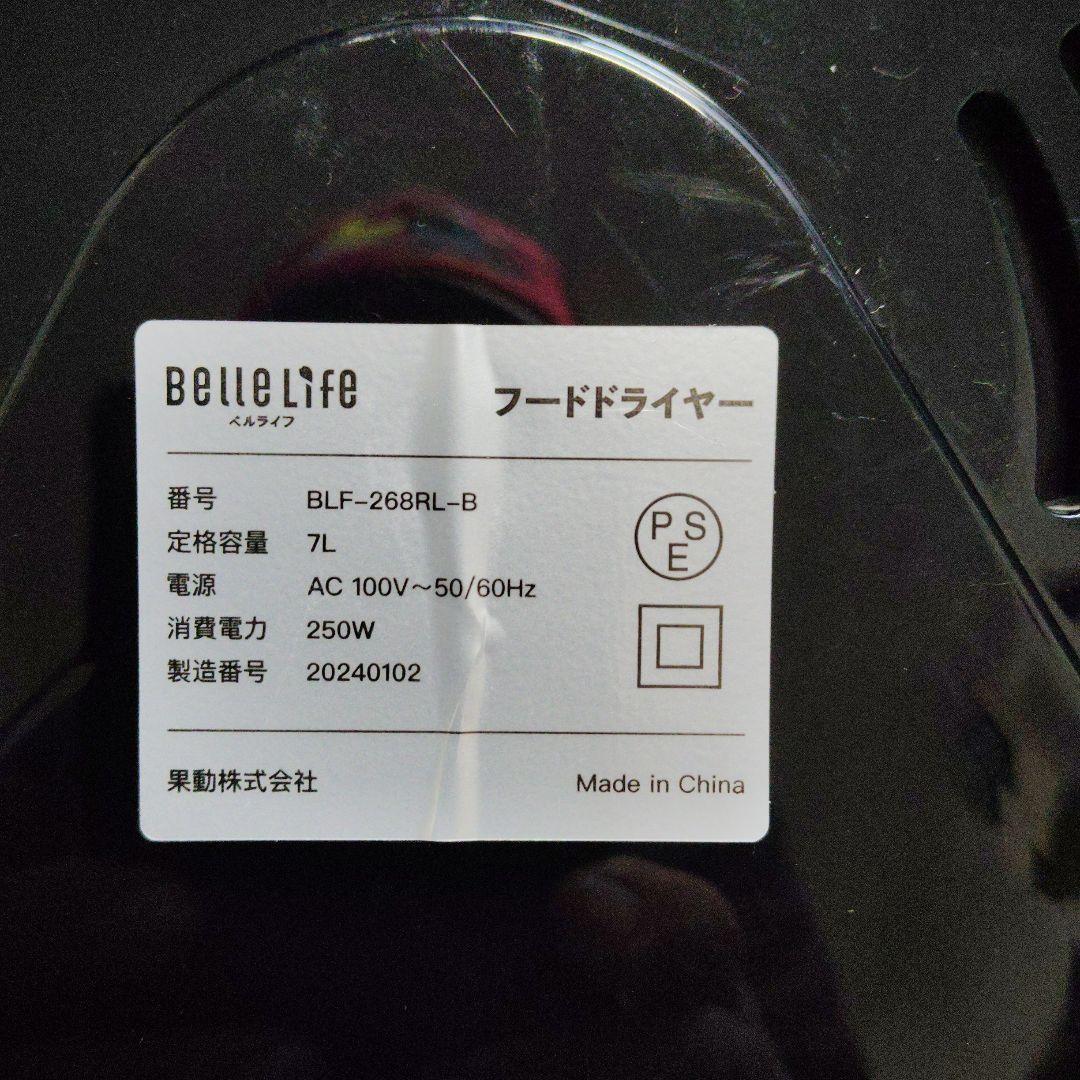 BelleLife
ベルライフ
フードドライヤー
番号 BLF-268RL-B
定格容量 7L
電源 AC 100V～50/60Hz
消費電力 250W
製造番号 20240102
PSE
果動株式会社
Made in China